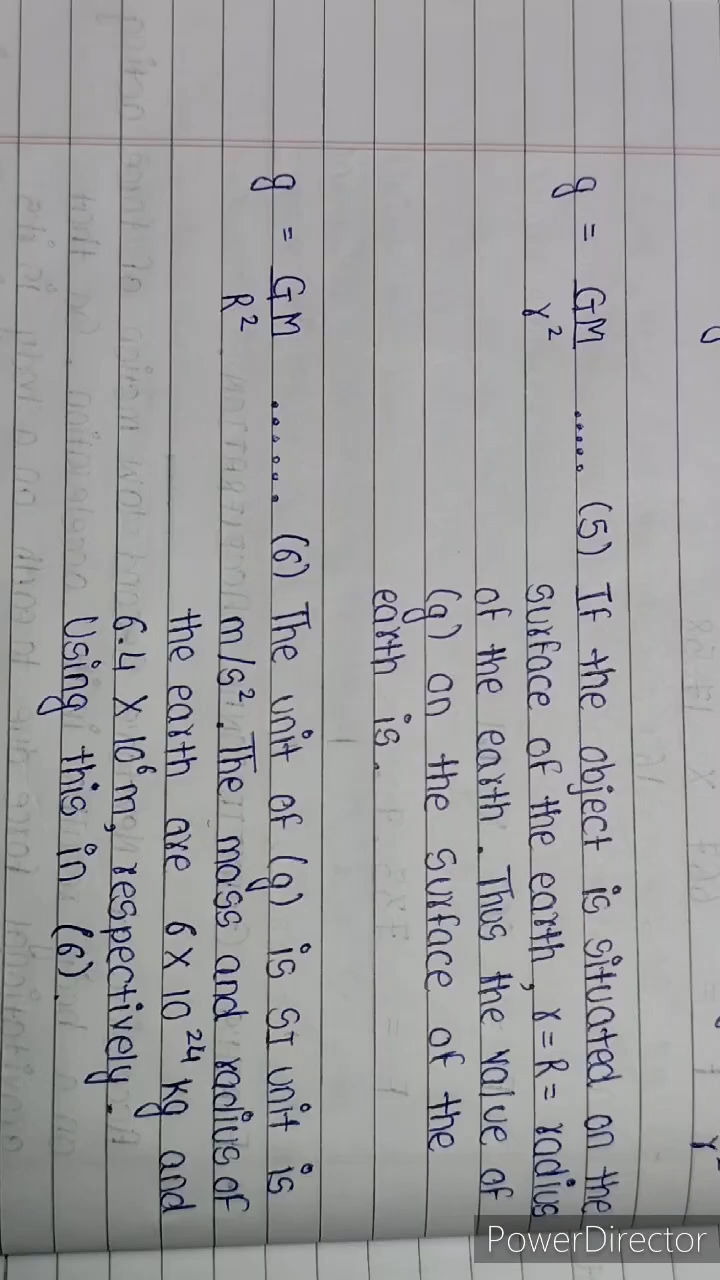 g = GM / r² ..... (5) If the object is situated on the
surface of the earth, r = R = radius
of the earth. Thus the value of
(g) on the surface of the
earth is.
g = GM / R² ...... (6) The unit of (g) is SI unit is
m/s². The mass and radius of
the earth are 6 x 10²⁴ kg and
6.4 x 10⁶ m, respectively.
Using this in (6).
PowerDirector